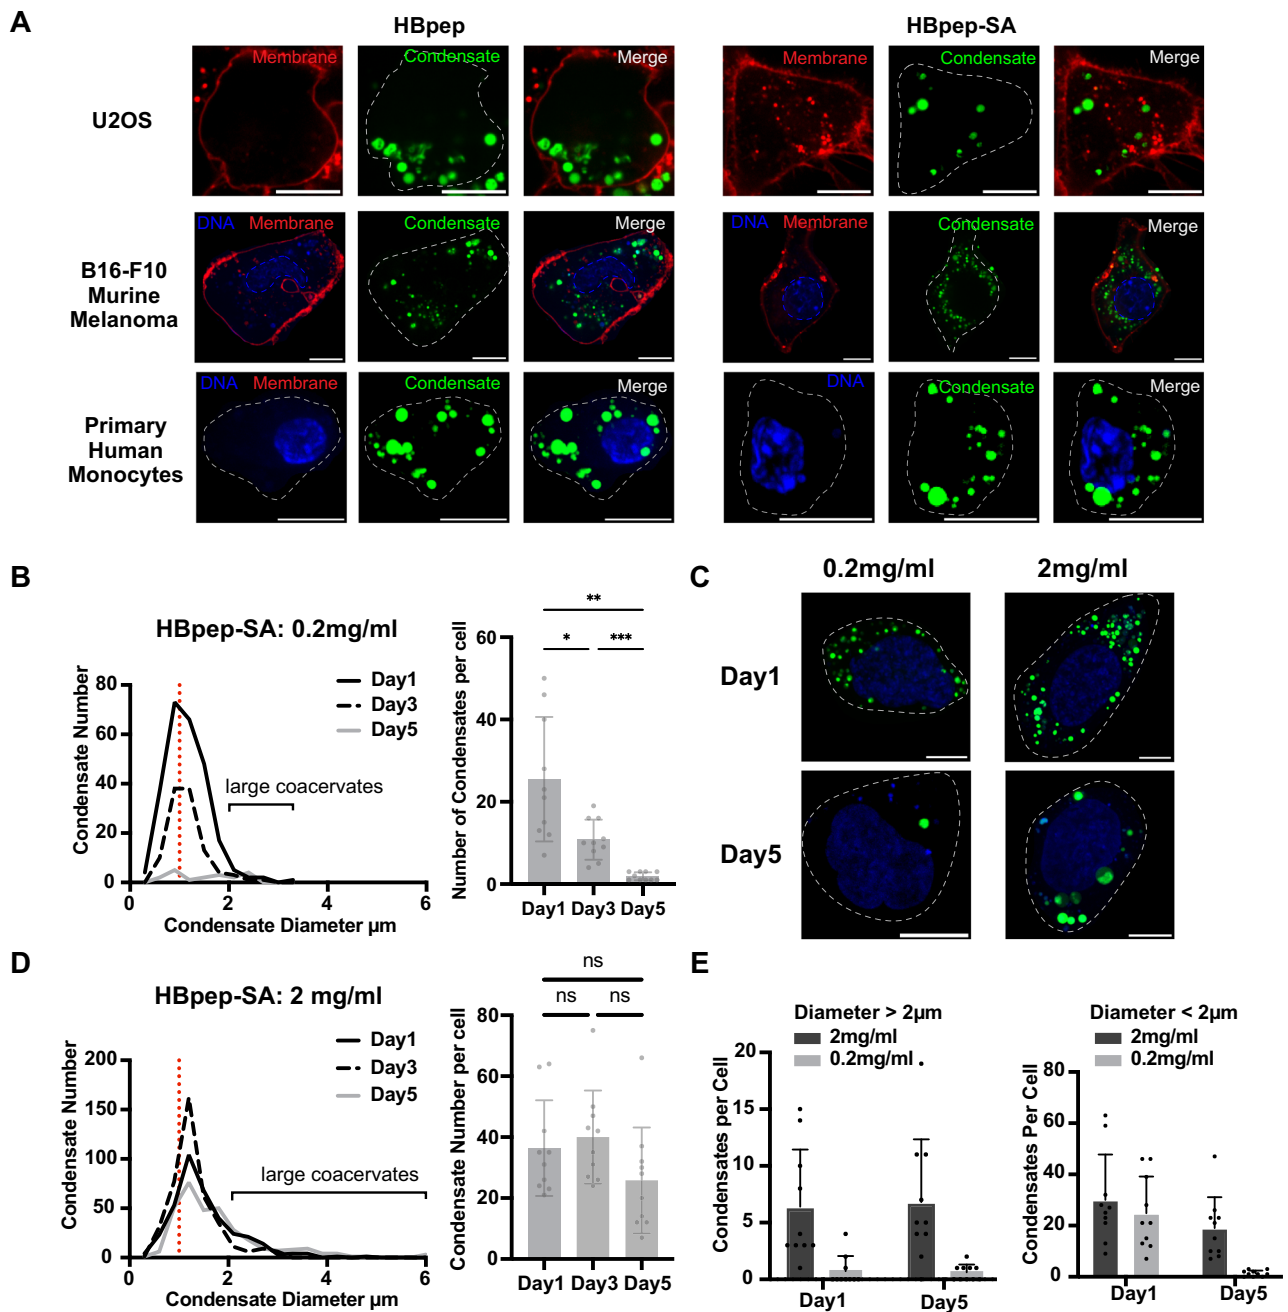 A
HBpep
HBpep-SA
U2OS
Membrane
Condensate
Merge
Membrane
Condensate
Merge
B16-F10
Murine
Melanoma
DNA Membrane
Condensate
Merge
DNA Membrane
Condensate
Merge
Primary
Human
Monocytes
DNA Membrane
Condensate
Merge
DNA
Condensate
Merge
B
HBpep-SA: 0.2mg/ml
Condensate Number
80
60
40
20
0
Day1
Day3
Day5
large coacervates
0 2 4 6
Condensate Diameter µm
Number of Condensates per cell
60
40
20
0
**
* ***
Day1 Day3 Day5
C
0.2mg/ml
2mg/ml
Day1
Day5
D
HBpep-SA: 2 mg/ml
Condensate Number
200
150
100
50
0
Day1
Day3
Day5
large coacervates
0 2 4 6
Condensate Diameter µm
Condensate Number per cell
80
60
40
20
0
ns
ns ns
Day1 Day3 Day5
E
Diameter > 2µm
2mg/ml
0.2mg/ml
Condensates per Cell
20
15
10
5
0
Day1 Day5
Diameter < 2µm
2mg/ml
0.2mg/ml
Condensates Per Cell
80
60
40
20
0
Day1 Day5